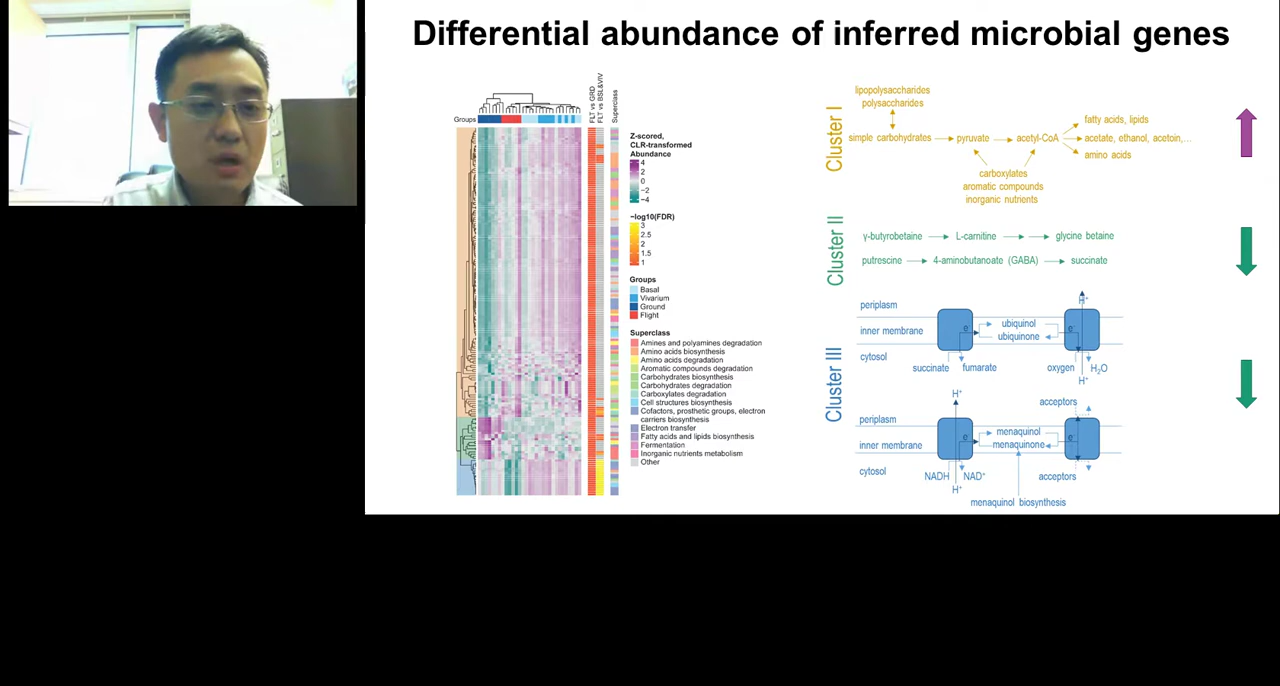 Differential abundance of inferred microbial genes
Groups
FLT vs GRD
FLT vs BSL&VIV
Superclass
Z-scored,
CLR-transformed
Abundance
4
2
0
−2
−4
−log10(FDR)
3
2.5
2
1.5
1
Groups
Basal
Vivarium
Ground
Flight
Superclass
Amines and polyamines degradation
Amino acids biosynthesis
Amino acids degradation
Aromatic compounds degradation
Carbohydrates biosynthesis
Carbohydrates degradation
Carboxylates degradation
Cell structures biosynthesis
Cofactors, prosthetic groups, electron
carriers biosynthesis
Electron transfer
Fatty acids and lipids biosynthesis
Fermentation
Inorganic nutrients metabolism
Other
Cluster I
lipopolysaccharides
polysaccharides
simple carbohydrates
pyruvate
acetyl-CoA
fatty acids, lipids
acetate, ethanol, acetoin,...
amino acids
carboxylates
aromatic compounds
inorganic nutrients
Cluster II
γ-butyrobetaine
L-carnitine
glycine betaine
putrescine
4-aminobutanoate (GABA)
succinate
Cluster III
periplasm
inner membrane
cytosol
H⁺
e⁻
ubiquinol
ubiquinone
e⁻
succinate
fumarate
oxygen
H₂O
H⁺
periplasm
inner membrane
cytosol
H⁺
acceptors
e⁻
menaquinol
menaquinone
e⁻
NADH
NAD⁺
acceptors
H⁺
menaquinol biosynthesis